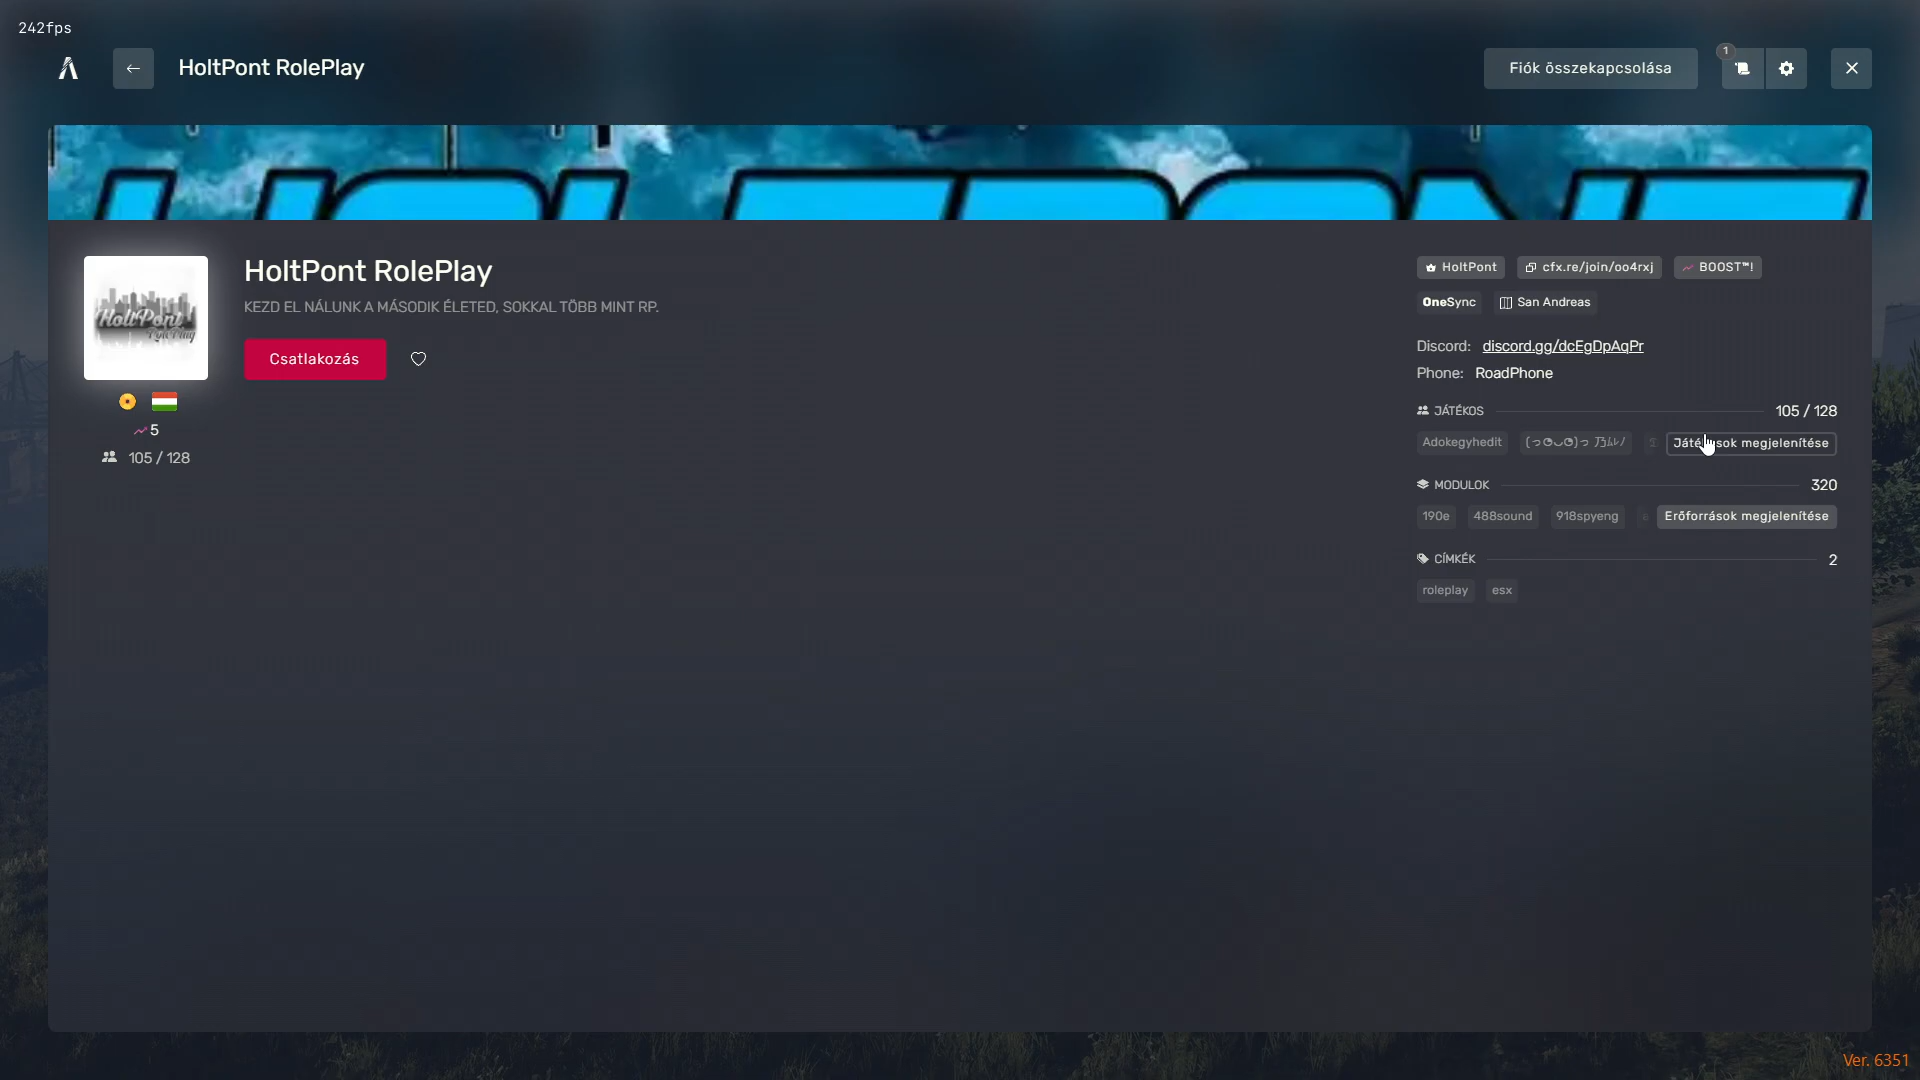 242fps
HoltPont RolePlay
Fiók összekapcsolása
1
HoltPont RolePlay
HoltPont RolePlay
KEZD EL NÁLUNK A MÁSODIK ÉLETED, SOKKAL TÖBB MINT RP.
Csatlakozás
5
105 / 128
HoltPont
cfx.re/join/oo4rxj
BOOST™!
OneSync
San Andreas
Discord: discord.gg/dcEgDpAqPr
Phone: RoadPhone
JÁTÉKOS 105 / 128
Adokegyhedit
megjelenítése
MODULOK 320
190e 488sound 918spyeng Erőforrások megjelenítése
CÍMKÉK 2
roleplay esx
Ver. 6351